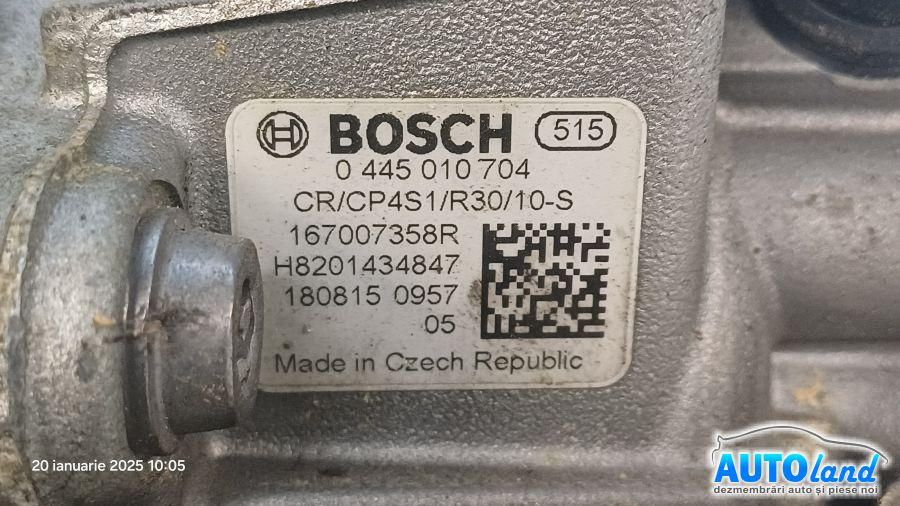 BOSCH 515
0 445 010 704
CR/CP4S1/R30/10-S
167007358R
H8201434847
180815 0957
05
Made in Czech Republic
20 ianuarie 2025 10:05
AUTOland
dezmembrări auto și piese noi